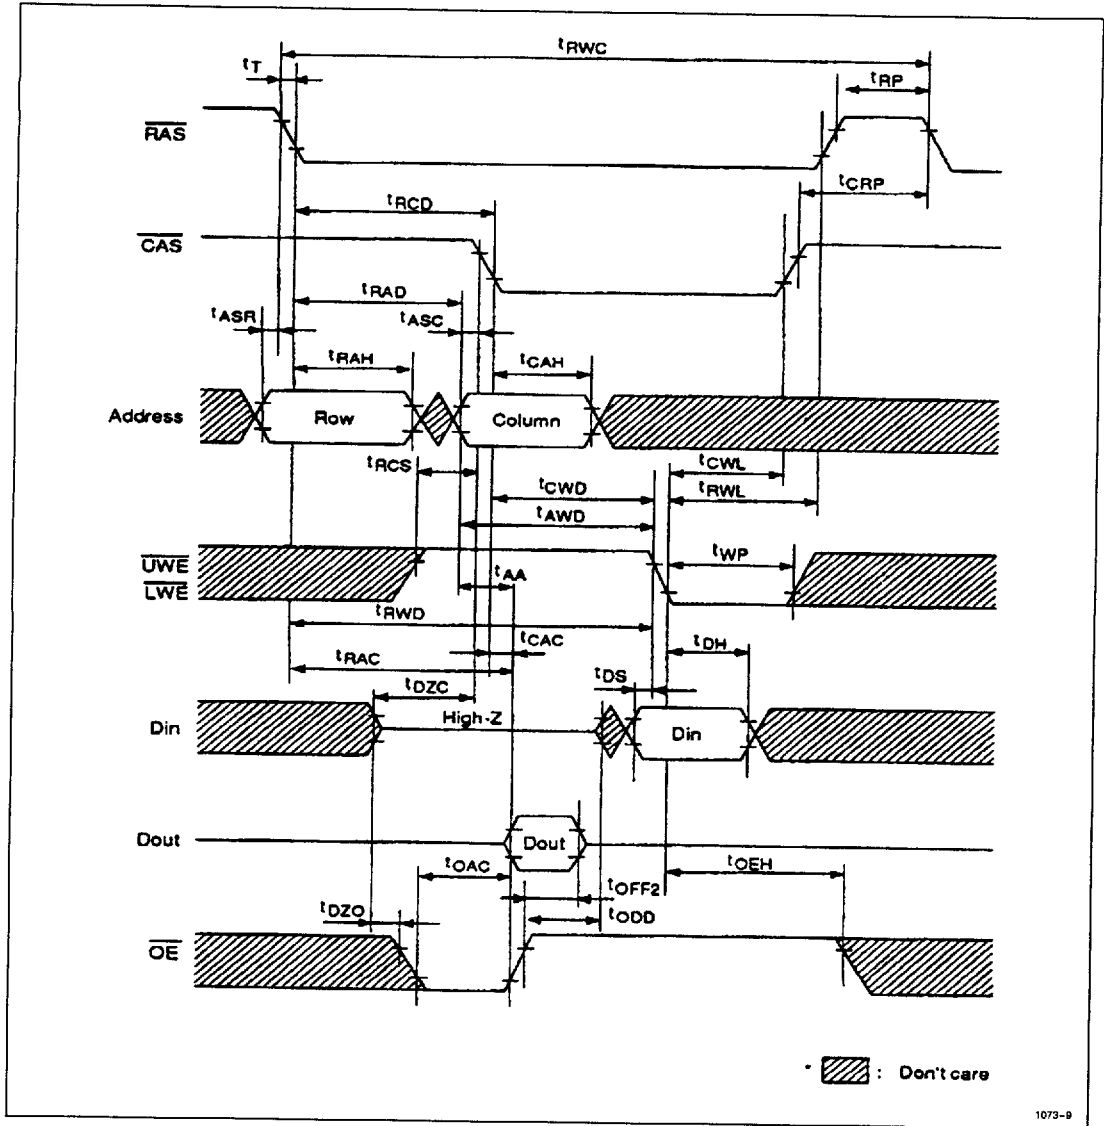 tRWC
tT
tRP
RAS
tCRP
tRCD
CAS
tRAD
tASR
tASC
tRAH
tCAH
Address
Row
Column
tRCS
tCWL
tCWD
tRWL
tAWD
UWE
tWP
tAA
LWE
tRWD
tCAC
tDH
tRAC
tDS
tDZC
High-Z
Din
Din
Dout
Dout
tOAC
tOEH
tOFF2
tDZO
tODD
OE
: Don't care
1073-9